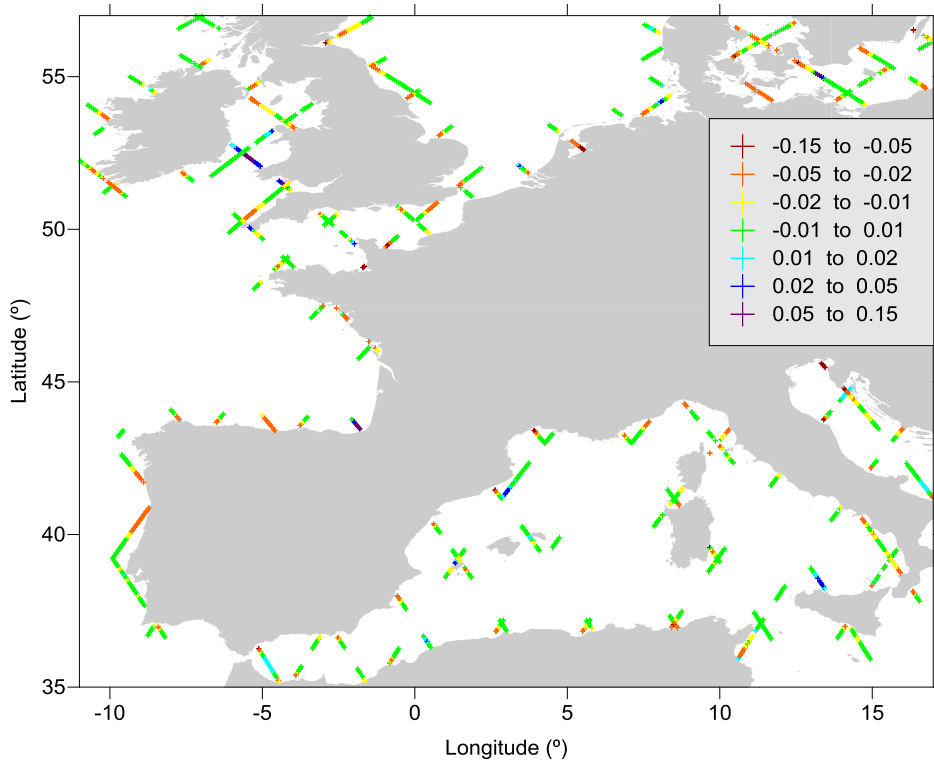 55
50
45
40
35
-10 -5 0 5 10 15
Latitude (º)
Longitude (º)
-0.15 to -0.05
-0.05 to -0.02
-0.02 to -0.01
-0.01 to 0.01
0.01 to 0.02
0.02 to 0.05
0.05 to 0.15